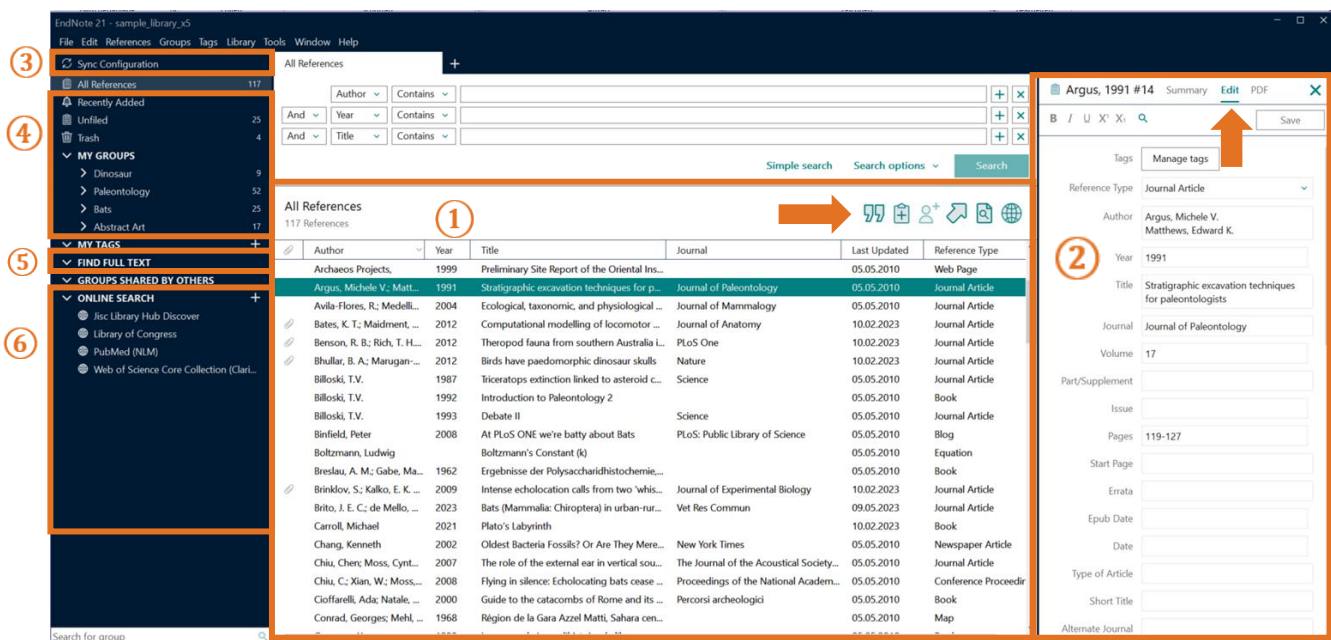 EndNote 21 - sample_library_x5
File Edit References Groups Tags Library Tools Window Help
③ Sync Configuration
All References 117
④
Recently Added
Unfiled 25
Trash 4
MY GROUPS
Dinosaur 9
Paleontology 52
Bats 25
Abstract Art 17
MY TAGS +
⑤ FIND FULL TEXT
GROUPS SHARED BY OTHERS
ONLINE SEARCH +
⑥
Jisc Library Hub Discover
Library of Congress
PubMed (NLM)
Web of Science Core Collection (Clari...
Search for group
All References +
Author Contains + ×
And Year Contains + ×
And Title Contains + ×
Simple search Search options Search
All References
117 References
①
Author Year Title Journal Last Updated Reference Type
Archaeos Projects, 1999 Preliminary Site Report of the Oriental Ins... 05.05.2010 Web Page
Argus, Michele V.; Matt... 1991 Stratigraphic excavation techniques for p... Journal of Paleontology 05.05.2010 Journal Article
Avila-Flores, R.; Medelli... 2004 Ecological, taxonomic, and physiological ... Journal of Mammalogy 05.05.2010 Journal Article
Bates, K. T.; Maidment, ... 2012 Computational modelling of locomotor ... Journal of Anatomy 10.02.2023 Journal Article
Benson, R. B.; Rich, T. H.... 2012 Theropod fauna from southern Australia i... PLoS One 10.02.2023 Journal Article
Bhullar, B. A.; Marugan-... 2012 Birds have paedomorphic dinosaur skulls Nature 10.02.2023 Journal Article
Billoski, T.V. 1987 Triceratops extinction linked to asteroid c... Science 05.05.2010 Journal Article
Billoski, T.V. 1992 Introduction to Paleontology 2 05.05.2010 Book
Billoski, T.V. 1993 Debate II Science 05.05.2010 Journal Article
Binfield, Peter 2008 At PLoS ONE we're batty about Bats PLoS: Public Library of Science 05.05.2010 Blog
Boltzmann, Ludwig Boltzmann's Constant (k) 05.05.2010 Equation
Breslau, A. M.; Gabe, Ma... 1962 Ergebnisse der Polysaccharidhistochemie,... 05.05.2010 Book
Brinklov, S.; Kalko, E. K. ... 2009 Intense echolocation calls from two 'whis... Journal of Experimental Biology 10.02.2023 Journal Article
Brito, J. E. C.; de Mello, ... 2023 Bats (Mammalia: Chiroptera) in urban-rur... Vet Res Commun 09.05.2023 Journal Article
Carroll, Michael 2021 Plato's Labyrinth 10.02.2023 Book
Chang, Kenneth 2002 Oldest Bacteria Fossils? Or Are They Mere... New York Times 05.05.2010 Newspaper Article
Chiu, Chen; Moss, Cynt... 2007 The role of the external ear in vertical sou... The Journal of the Acoustical Society... 05.05.2010 Journal Article
Chiu, C.; Xian, W.; Moss,... 2008 Flying in silence: Echolocating bats cease ... Proceedings of the National Academ... 05.05.2010 Conference Proceedin
Cioffarelli, Ada; Natale, ... 2000 Guide to the catacombs of Rome and its ... Percorsi archeologici 05.05.2010 Book
Conrad, Georges; Mehl, ... 1968 Région de la Gara Azzel Matti, Sahara cen... 05.05.2010 Map
Argus, 1991 #14 Summary Edit PDF
B I U X¹ X₁ Save
Tags Manage tags
Reference Type Journal Article
②
Author Argus, Michele V.
Matthews, Edward K.
Year 1991
Title Stratigraphic excavation techniques
for paleontologists
Journal Journal of Paleontology
Volume 17
Part/Supplement
Issue
Pages 119-127
Start Page
Errata
Epub Date
Date
Type of Article
Short Title
Alternate Journal